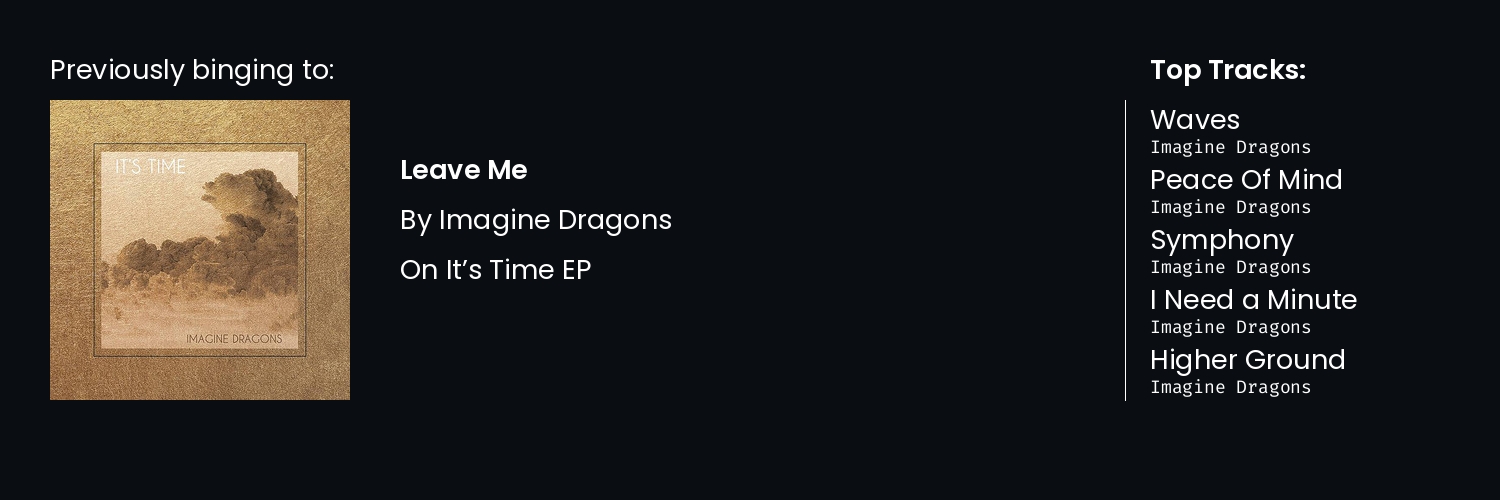 Previously binging to:
IT'S TIME
IMAGINE DRAGONS
Leave Me
By Imagine Dragons
On It’s Time EP
Top Tracks:
Waves
Imagine Dragons
Peace Of Mind
Imagine Dragons
Symphony
Imagine Dragons
I Need a Minute
Imagine Dragons
Higher Ground
Imagine Dragons